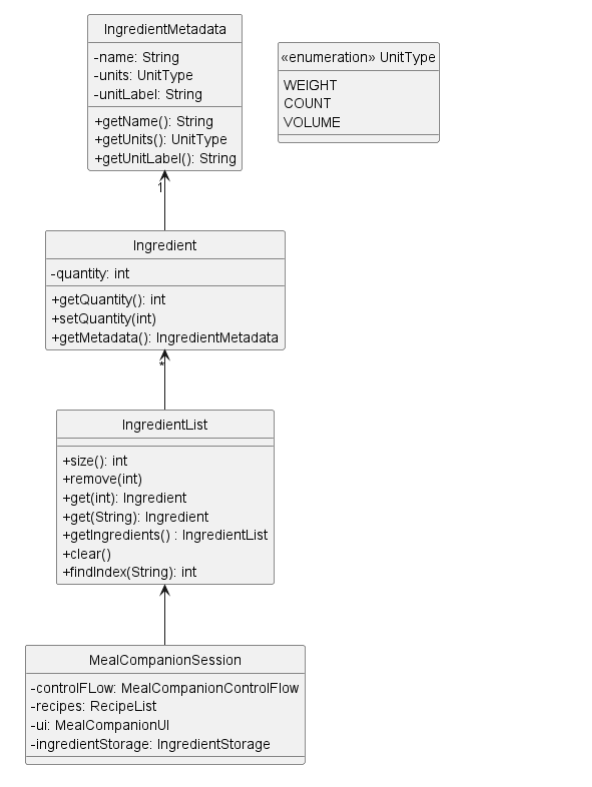 IngredientMetadata
-name: String
-units: UnitType
-unitLabel: String
+getName(): String
+getUnits(): UnitType
+getUnitLabel(): String
«enumeration» UnitType
WEIGHT
COUNT
VOLUME
1
Ingredient
-quantity: int
+getQuantity(): int
+setQuantity(int)
+getMetadata(): IngredientMetadata
*
IngredientList
+size(): int
+remove(int)
+get(int): Ingredient
+get(String): Ingredient
+getIngredients() : IngredientList
+clear()
+findIndex(String): int
MealCompanionSession
-controlFLow: MealCompanionControlFlow
-recipes: RecipeList
-ui: MealCompanionUI
-ingredientStorage: IngredientStorage